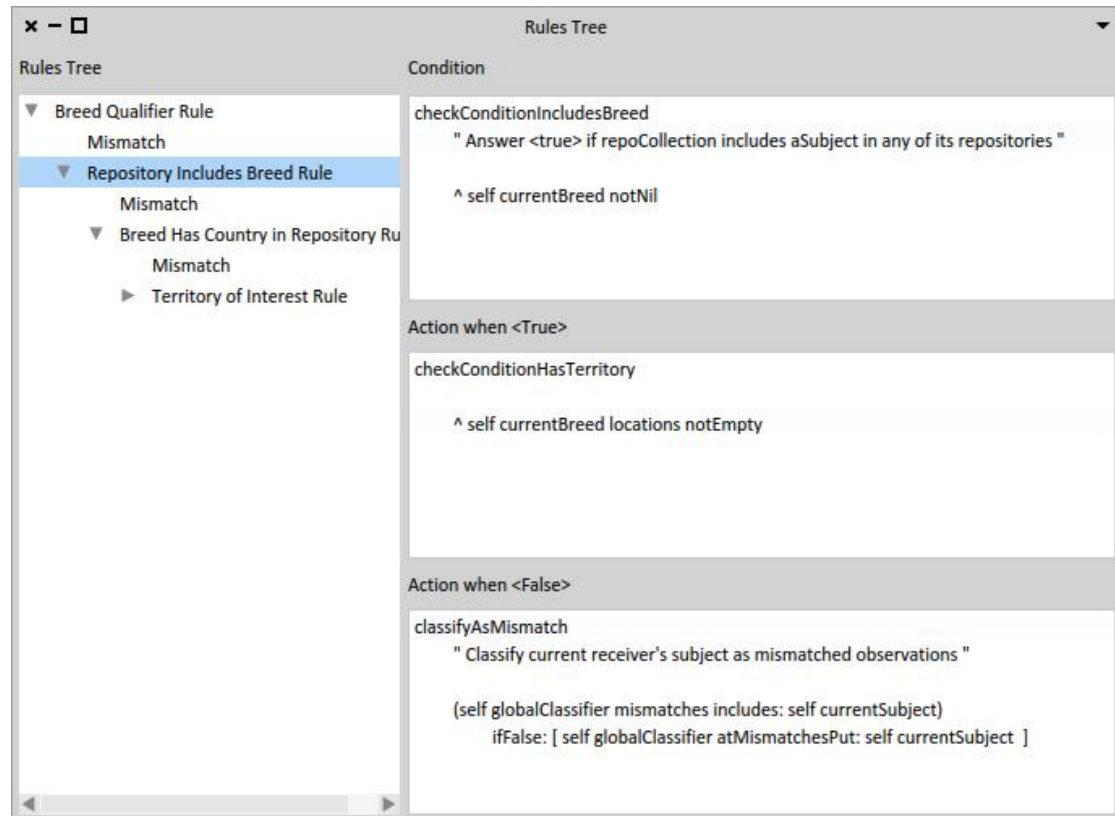 Rules Tree
Rules Tree
Condition
Breed Qualifier Rule
Mismatch
Repository Includes Breed Rule
Mismatch
Breed Has Country in Repository Ru
Mismatch
Territory of Interest Rule
checkConditionIncludesBreed
" Answer <true> if repoCollection includes aSubject in any of its repositories "
^ self currentBreed notNil
Action when <True>
checkConditionHasTerritory
^ self currentBreed locations notEmpty
Action when <False>
classifyAsMismatch
" Classify current receiver's subject as mismatched observations "
(self globalClassifier mismatches includes: self currentSubject)
ifFalse: [ self globalClassifier atMismatchesPut: self currentSubject  ]